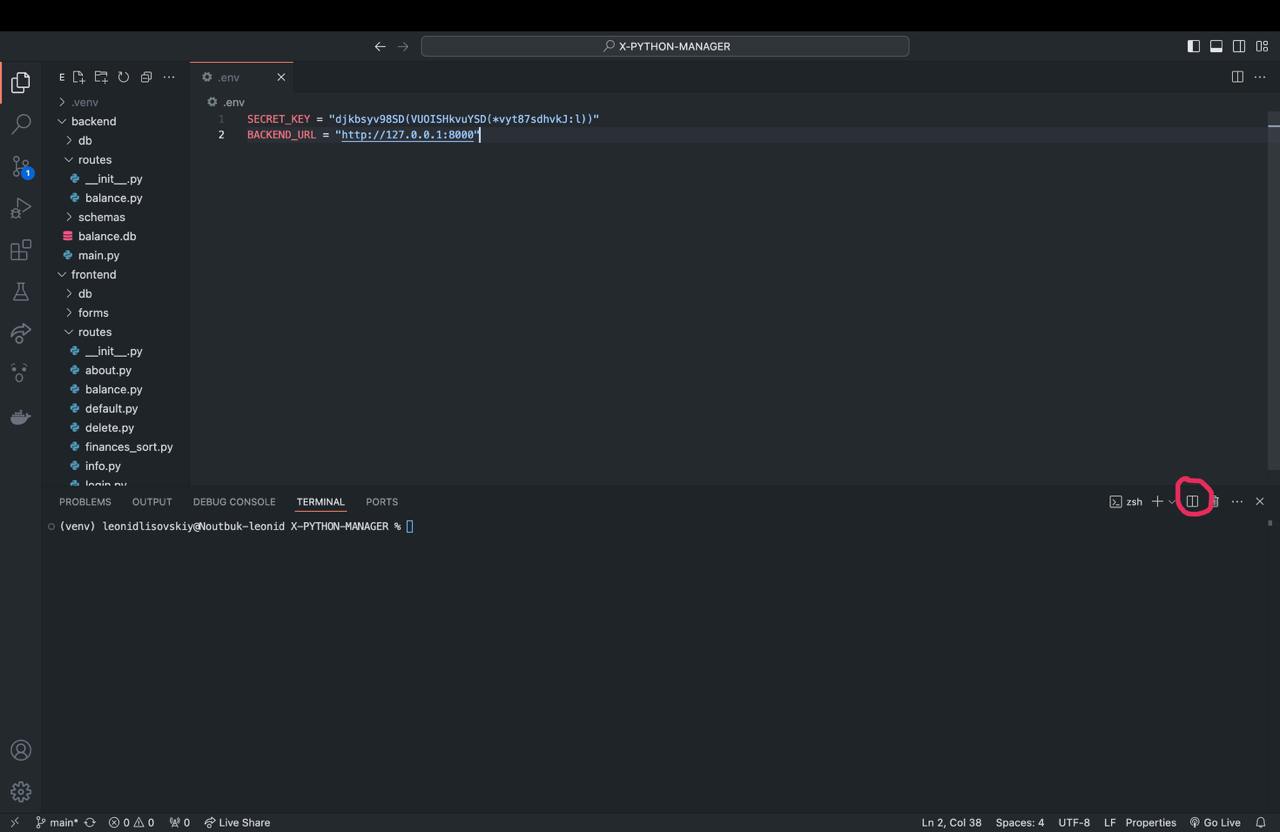 X-PYTHON-MANAGER
E
.env
.venv
backend
db
routes
__init__.py
balance.py
schemas
balance.db
main.py
frontend
db
forms
routes
__init__.py
about.py
balance.py
default.py
delete.py
finances_sort.py
info.py
login.py
.env
1 SECRET_KEY = "djkbsyv98SD(VUOISHkvuYSD(*vyt87sdhvkJ:l))"
2 BACKEND_URL = "http://127.0.0.1:8000"
1
PROBLEMS OUTPUT DEBUG CONSOLE TERMINAL PORTS zsh
(venv) leonidlisovskiy@Noutbuk-leonid X-PYTHON-MANAGER %
main* 0 0 0 Live Share Ln 2, Col 38 Spaces: 4 UTF-8 LF Properties Go Live